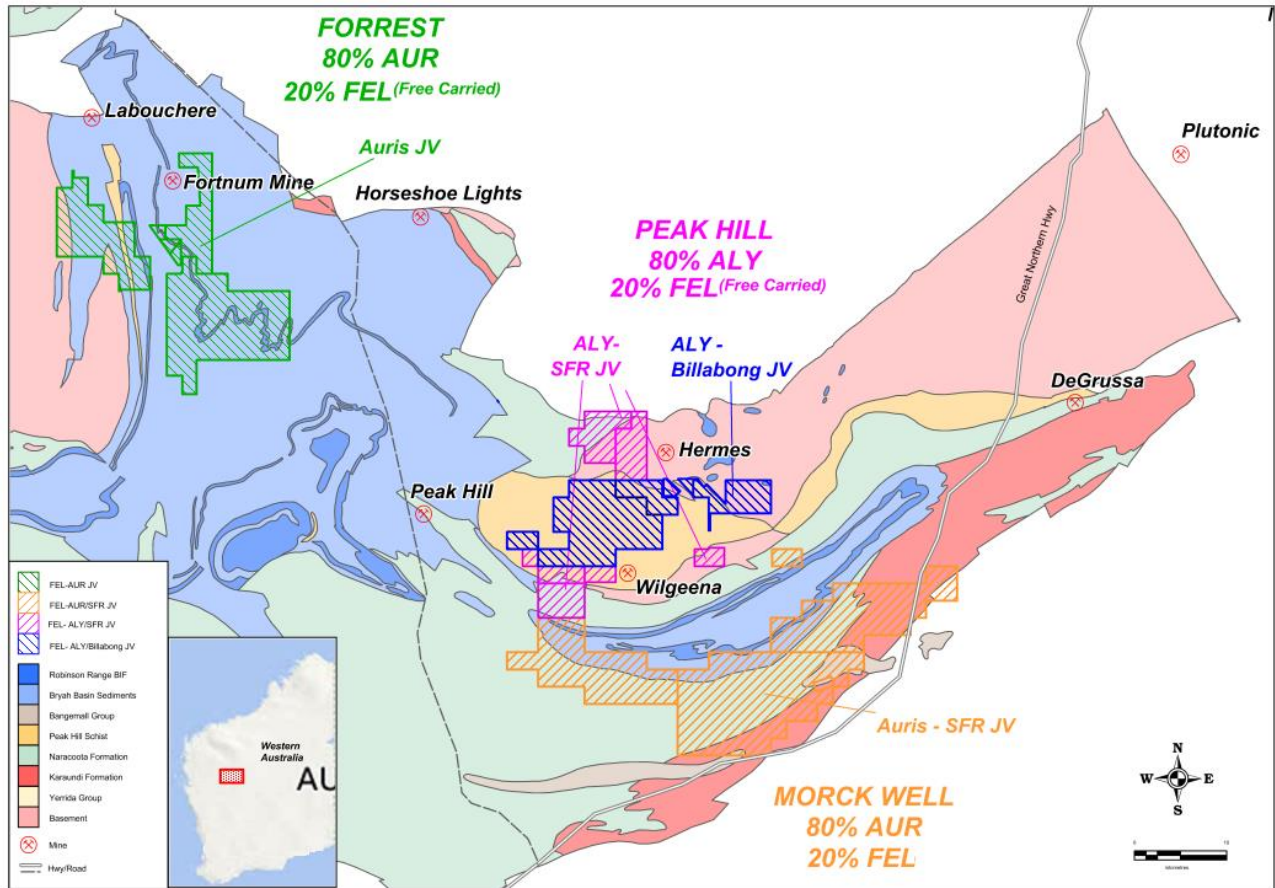 FORREST
80% AUR
20% FEL(Free Carried)
Labouchere
Auris JV
Fortnum Mine
Horseshoe Lights
Plutonic
PEAK HILL
80% ALY
20% FEL(Free Carried)
Great Northern Hwy
ALY-
SFR JV
ALY -
Billabong JV
DeGrussa
Hermes
Peak Hill
Wilgeena
Auris - SFR JV
MORCK WELL
80% AUR
20% FEL
FEL-AUR JV
FEL-AUR/SFR JV
FEL- ALY/SFR JV
FEL- ALY/Billabong JV
Robinson Range BIF
Bryah Basin Sediments
Bangemall Group
Peak Hill Schist
Naracoota Formation
Karaundi Formation
Yerrida Group
Basement
Mine
Hwy/Road
Western
Australia
AU
N
W E
S
0 10
kilometres